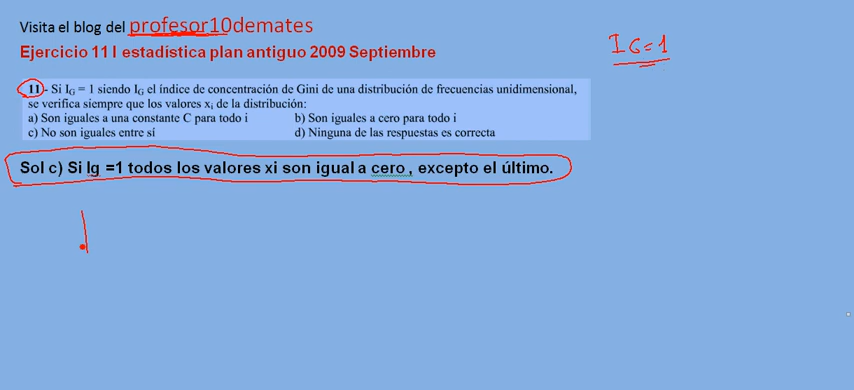 Visita el blog del profesor10demates
Ejercicio 11 I estadística plan antiguo 2009 Septiembre
IG=1
11.- Si IG = 1 siendo IG el índice de concentración de Gini de una distribución de frecuencias unidimensional,
se verifica siempre que los valores xi de la distribución:
a) Son iguales a una constante C para todo i b) Son iguales a cero para todo i
c) No son iguales entre sí d) Ninguna de las respuestas es correcta
Sol c) Si Ig =1 todos los valores xi son igual a cero , excepto el último.